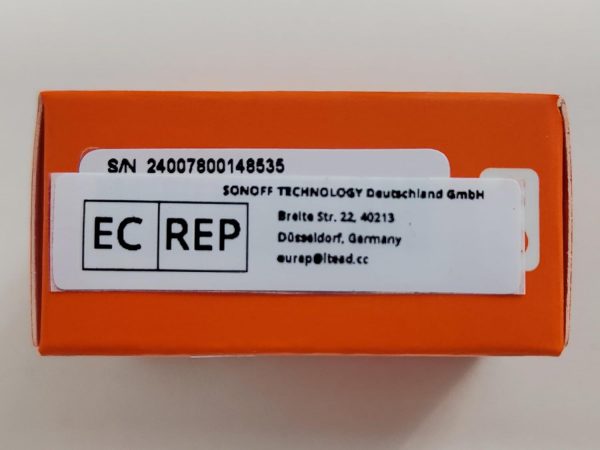 S/N 24007800148535
SONOFF TECHNOLOGY Deutschland GmbH
EC REP
Breite Str. 22, 40213
Düsseldorf, Germany
eurep@itead.cc